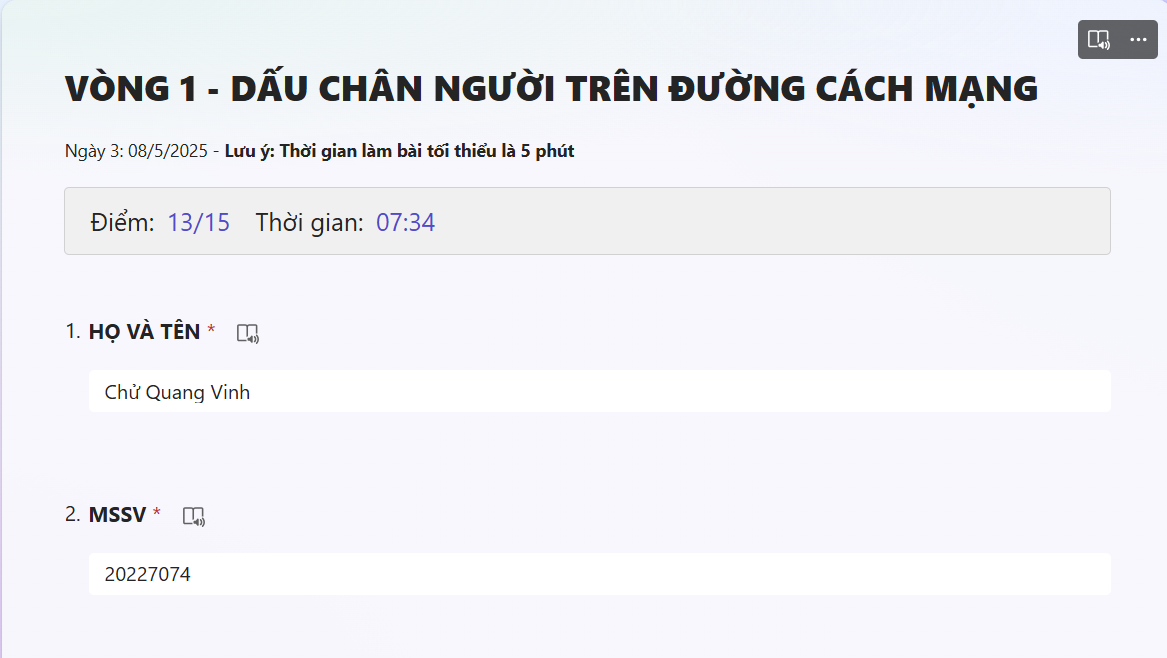 VÒNG 1 - DẤU CHÂN NGƯỜI TRÊN ĐƯỜNG CÁCH MẠNG
Ngày 3: 08/5/2025 - Lưu ý: Thời gian làm bài tối thiểu là 5 phút
Điểm: 13/15 Thời gian: 07:34
1. HỌ VÀ TÊN *
Chử Quang Vinh
2. MSSV *
20227074